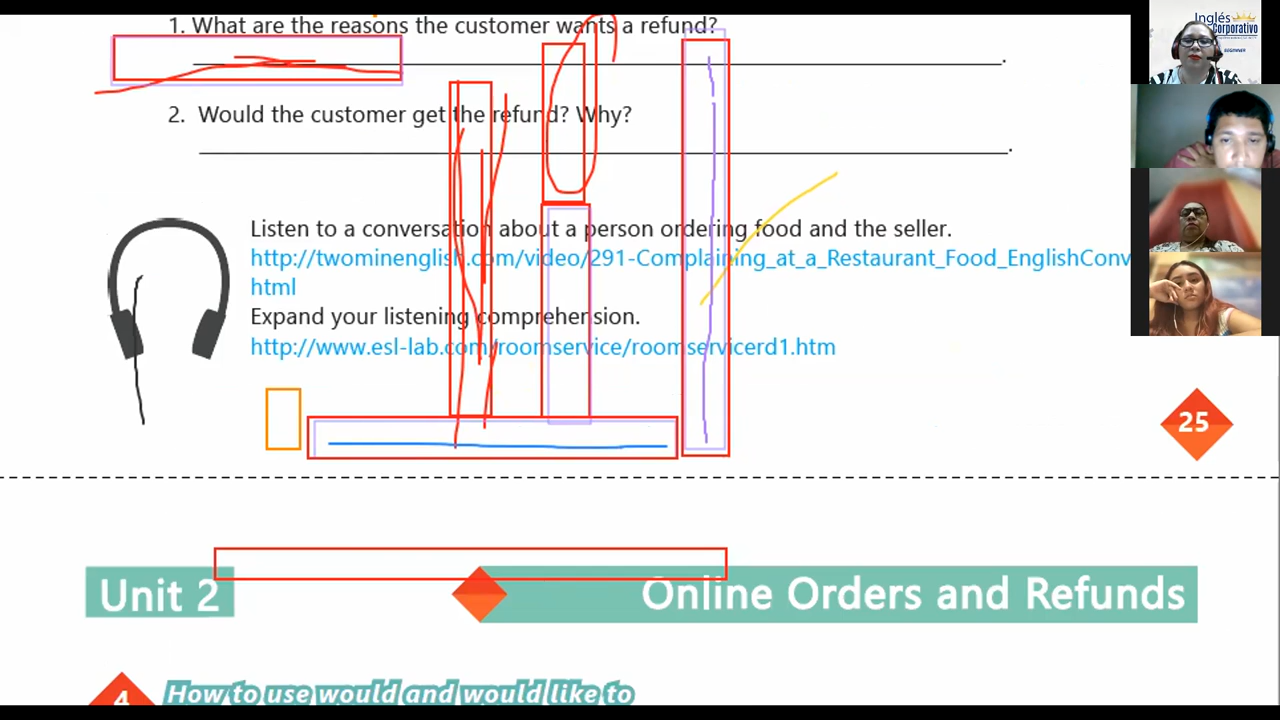 1. What are the reasons the customer wants a refund?
2. Would the customer get the refund? Why?
Listen to a conversation about a person ordering food and the seller.
http://twominenglish.com/video/291-Complaining_at_a_Restaurant_Food_EnglishConv
html
Expand your listening comprehension.
http://www.esl-lab.com/roomservice/roomservicerd1.htm
25
Unit 2
Online Orders and Refunds
4
How to use would and would like to
Inglés
Corporativo
BEGINNER